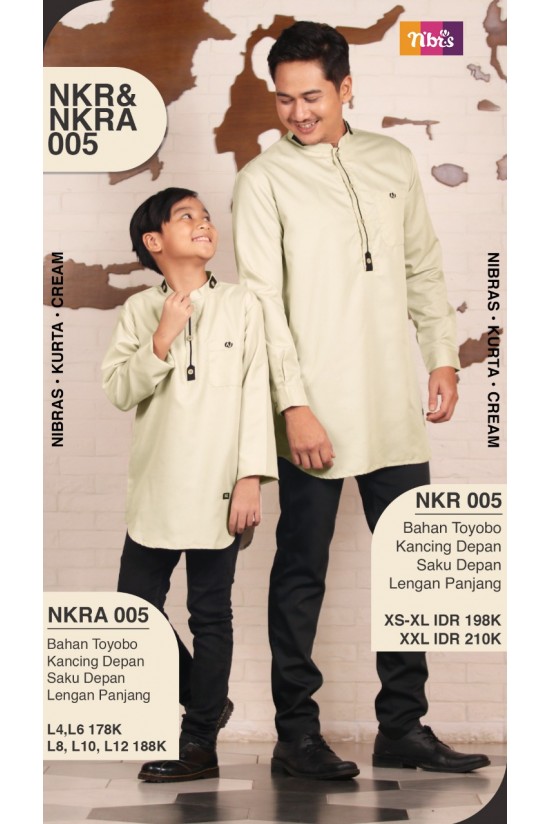 Nibr's
NKR&
NKRA
005
NIBRAS • KURTA • CREAM
NIBRAS • KURTA • CREAM
NKR 005
Bahan Toyobo
Kancing Depan
Saku Depan
Lengan Panjang
XS-XL IDR 198K
XXL IDR 210K
NKRA 005
Bahan Toyobo
Kancing Depan
Saku Depan
Lengan Panjang
L4,L6 178K
L8, L10, L12 188K